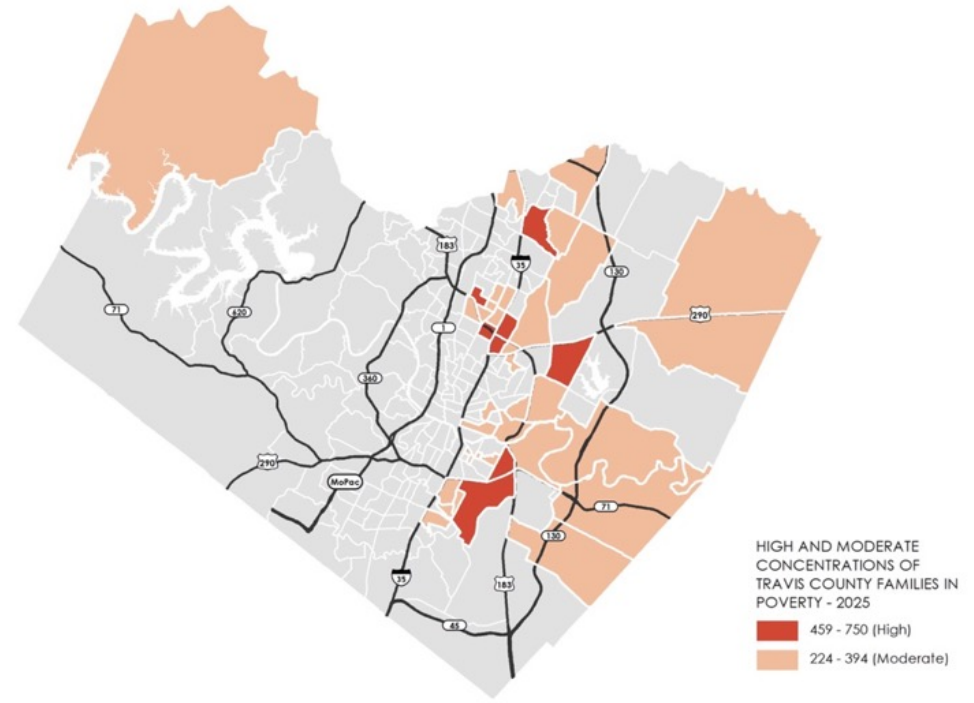 183
35
130
71
620
1
290
360
290
MoPac
71
130
35
183
45
HIGH AND MODERATE
CONCENTRATIONS OF
TRAVIS COUNTY FAMILIES IN
POVERTY - 2025
459 - 750 (High)
224 - 394 (Moderate)